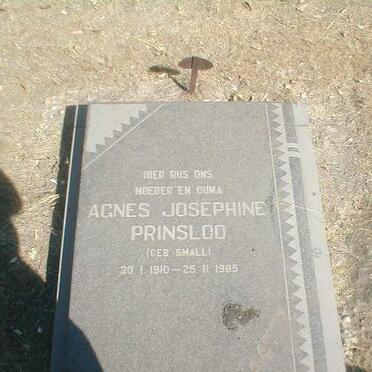 HIER RUS ONS
MOEDER EN OUMA
AGNES JOSEPHINE
PRINSLOO
(GEB SMALL)
30. 1. 1910 — 25. 11. 1985